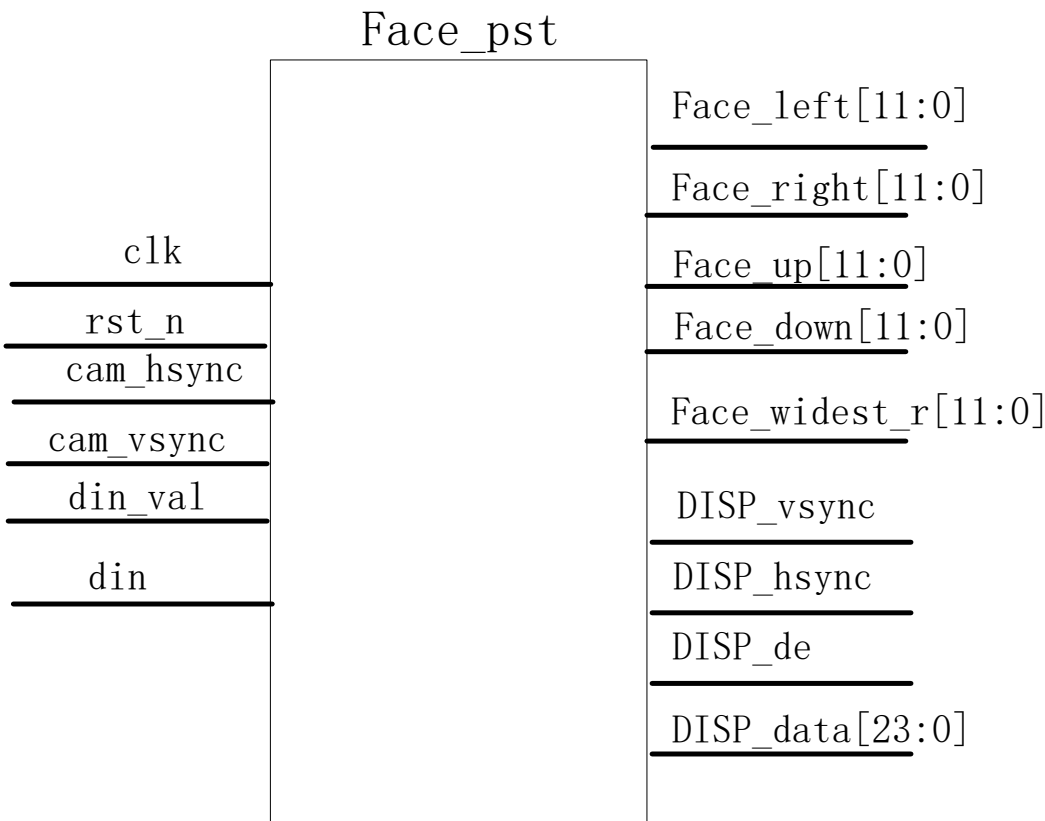 Face_pst
clk
rst_n
cam_hsync
cam_vsync
din_val
din
Face_left[11:0]
Face_right[11:0]
Face_up[11:0]
Face_down[11:0]
Face_widest_r[11:0]
DISP_vsync
DISP_hsync
DISP_de
DISP_data[23:0]